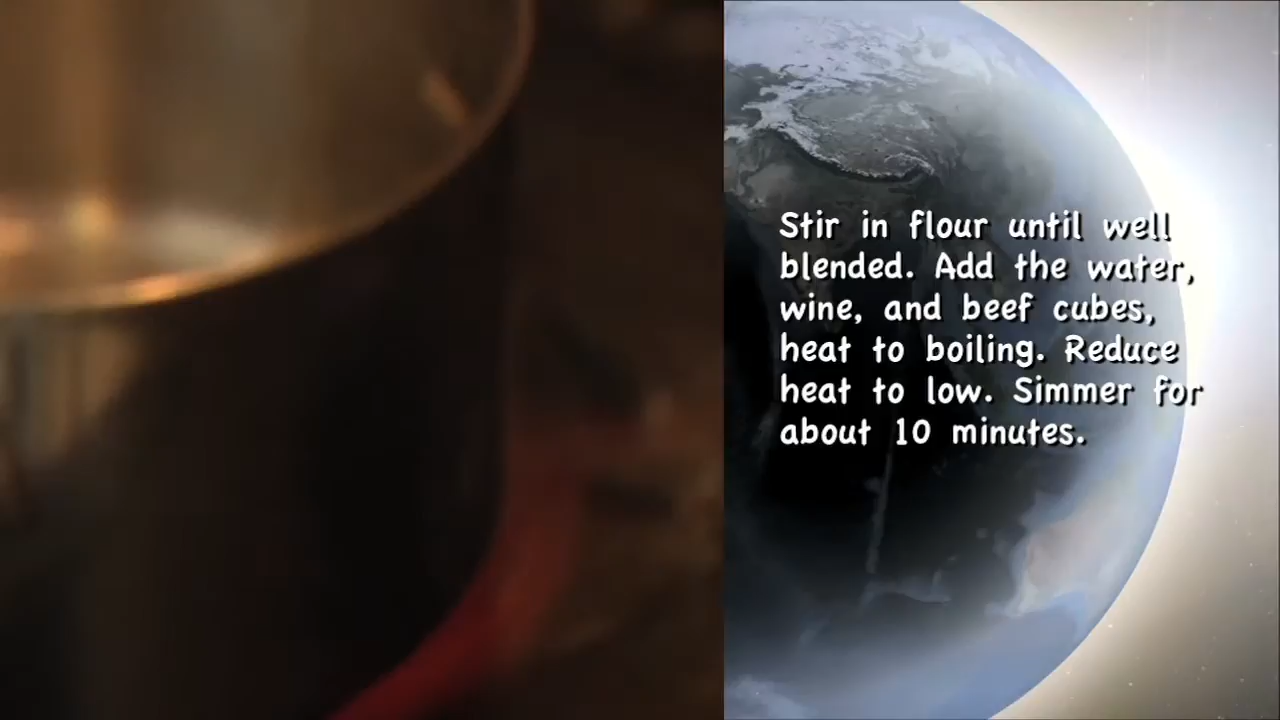 Stir in flour until well
blended. Add the water,
wine, and beef cubes,
heat to boiling. Reduce
heat to low. Simmer for
about 10 minutes.